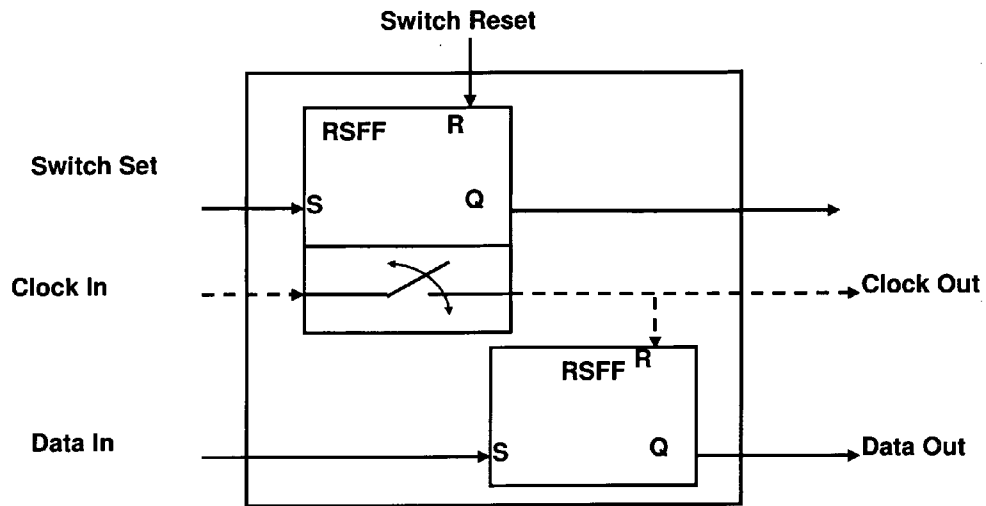 Switch Reset
RSFF
R
Switch Set
S
Q
Clock In
Clock Out
R
RSFF
Data In
S
Q
Data Out